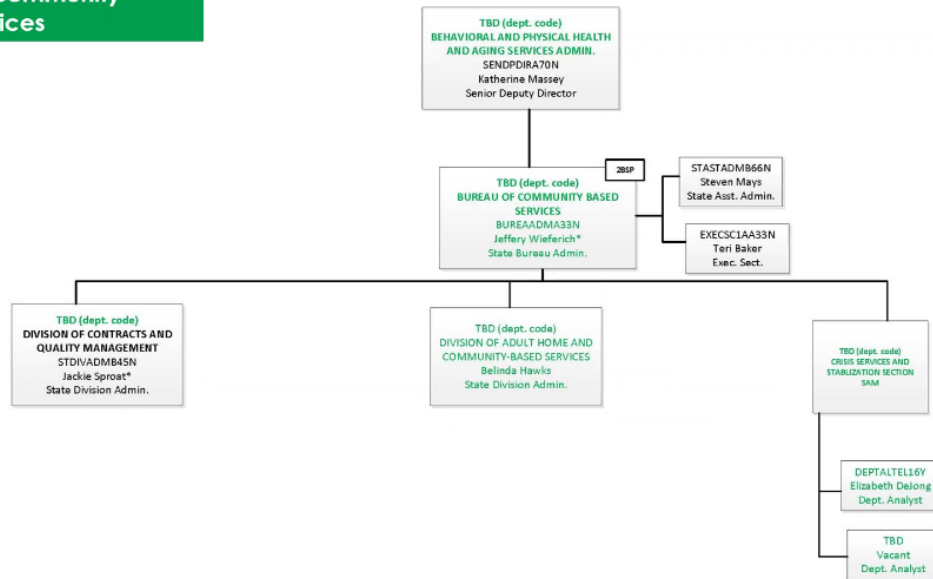 ices
TBD (dept. code)
BEHAVIORAL AND PHYSICAL HEALTH
AND AGING SERVICES ADMIN.
SENDPDIRA70N
Katherine Massey
Senior Deputy Director
2BSP
TBD (dept. code)
BUREAU OF COMMUNITY BASED
SERVICES
BUREAADMA33N
Jeffery Wieferich*
State Bureau Admin.
STASTADMB66N
Steven Mays
State Asst. Admin.
EXECSC1AA33N
Teri Baker
Exec. Sect.
TBD (dept. code)
DIVISION OF CONTRACTS AND
QUALITY MANAGEMENT
STDIVADMB45N
Jackie Sproat*
State Division Admin.
TBD (dept. code)
DIVISION OF ADULT HOME AND
COMMUNITY-BASED SERVICES
Belinda Hawks
State Division Admin.
TBD (dept. code)
CRISIS SERVICES AND
STABLIZATION SECTION
SAM
DEPTALTEL16Y
Elizabeth DeJong
Dept. Analyst
TBD
Vacant
Dept. Analyst